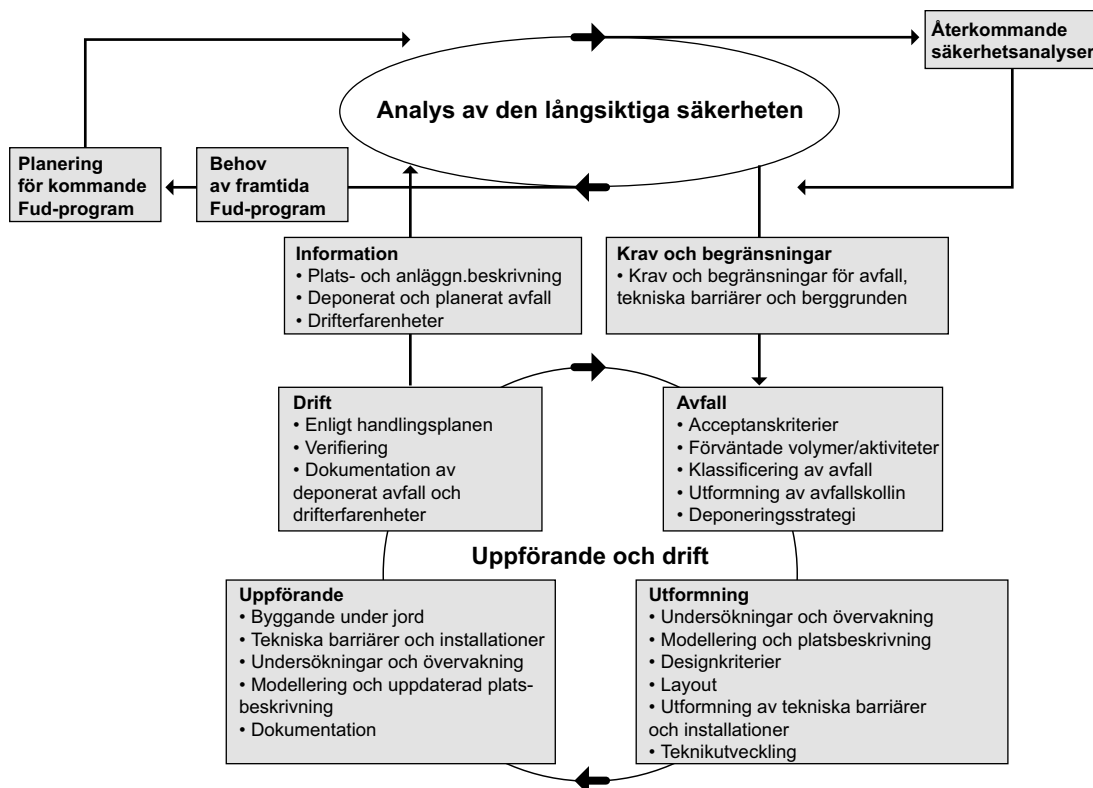 Återkommande
säkerhetsanalyser
Analys av den långsiktiga säkerheten
Planering
för kommande
Fud-program
Behov
av framtida
Fud-program
Information
• Plats- och anläggn.beskrivning
• Deponerat och planerat avfall
• Drifterfarenheter
Krav och begränsningar
• Krav och begränsningar för avfall,
tekniska barriärer och berggrunden
Drift
• Enligt handlingsplanen
• Verifiering
• Dokumentation av
deponerat avfall och
drifterfarenheter
Avfall
• Acceptanskriterier
• Förväntade volymer/aktiviteter
• Klassificering av avfall
• Utformning av avfallskollin
• Deponeringsstrategi
Uppförande och drift
Uppförande
• Byggande under jord
• Tekniska barriärer och installationer
• Undersökningar och övervakning
• Modellering och uppdaterad plats-
beskrivning
• Dokumentation
Utformning
• Undersökningar och övervakning
• Modellering och platsbeskrivning
• Designkriterier
• Layout
• Utformning av tekniska barriärer
och installationer
• Teknikutveckling